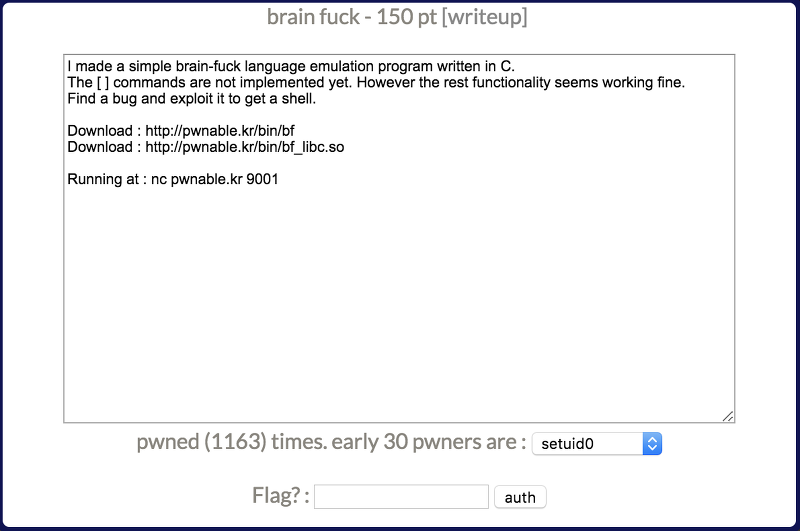 brain fuck - 150 pt [writeup]
I made a simple brain-fuck language emulation program written in C.
The [ ] commands are not implemented yet. However the rest functionality seems working fine.
Find a bug and exploit it to get a shell.
Download : http://pwnable.kr/bin/bf
Download : http://pwnable.kr/bin/bf_libc.so
Running at : nc pwnable.kr 9001
pwned (1163) times. early 30 pwners are : setuid0
Flag? : auth